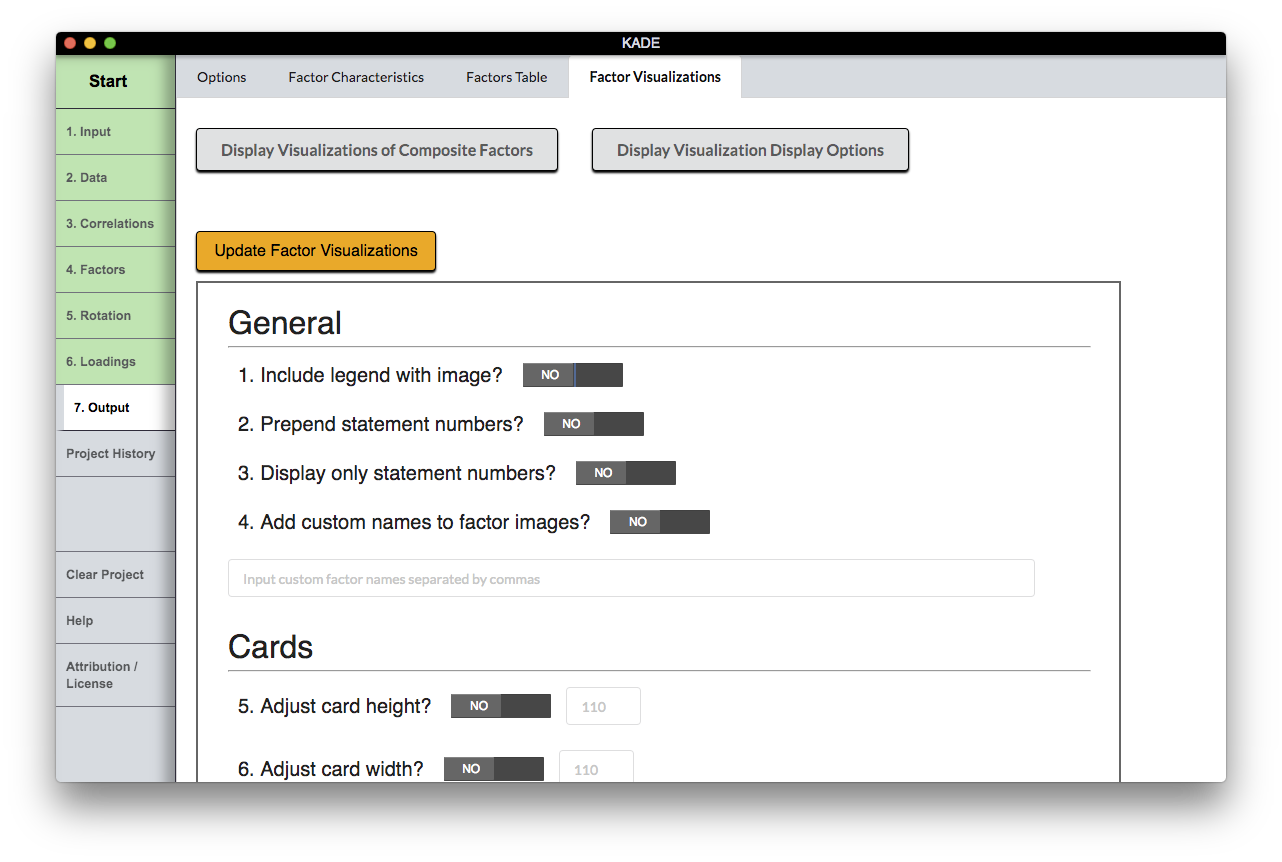 KADE
Start
1. Input
2. Data
3. Correlations
4. Factors
5. Rotation
6. Loadings
7. Output
Project History
Clear Project
Help
Attribution /
License
Options
Factor Characteristics
Factors Table
Factor Visualizations
Display Visualizations of Composite Factors
Display Visualization Display Options
Update Factor Visualizations
General
1. Include legend with image? NO
2. Prepend statement numbers? NO
3. Display only statement numbers? NO
4. Add custom names to factor images? NO
Input custom factor names separated by commas
Cards
5. Adjust card height? NO 110
6. Adjust card width? NO 110